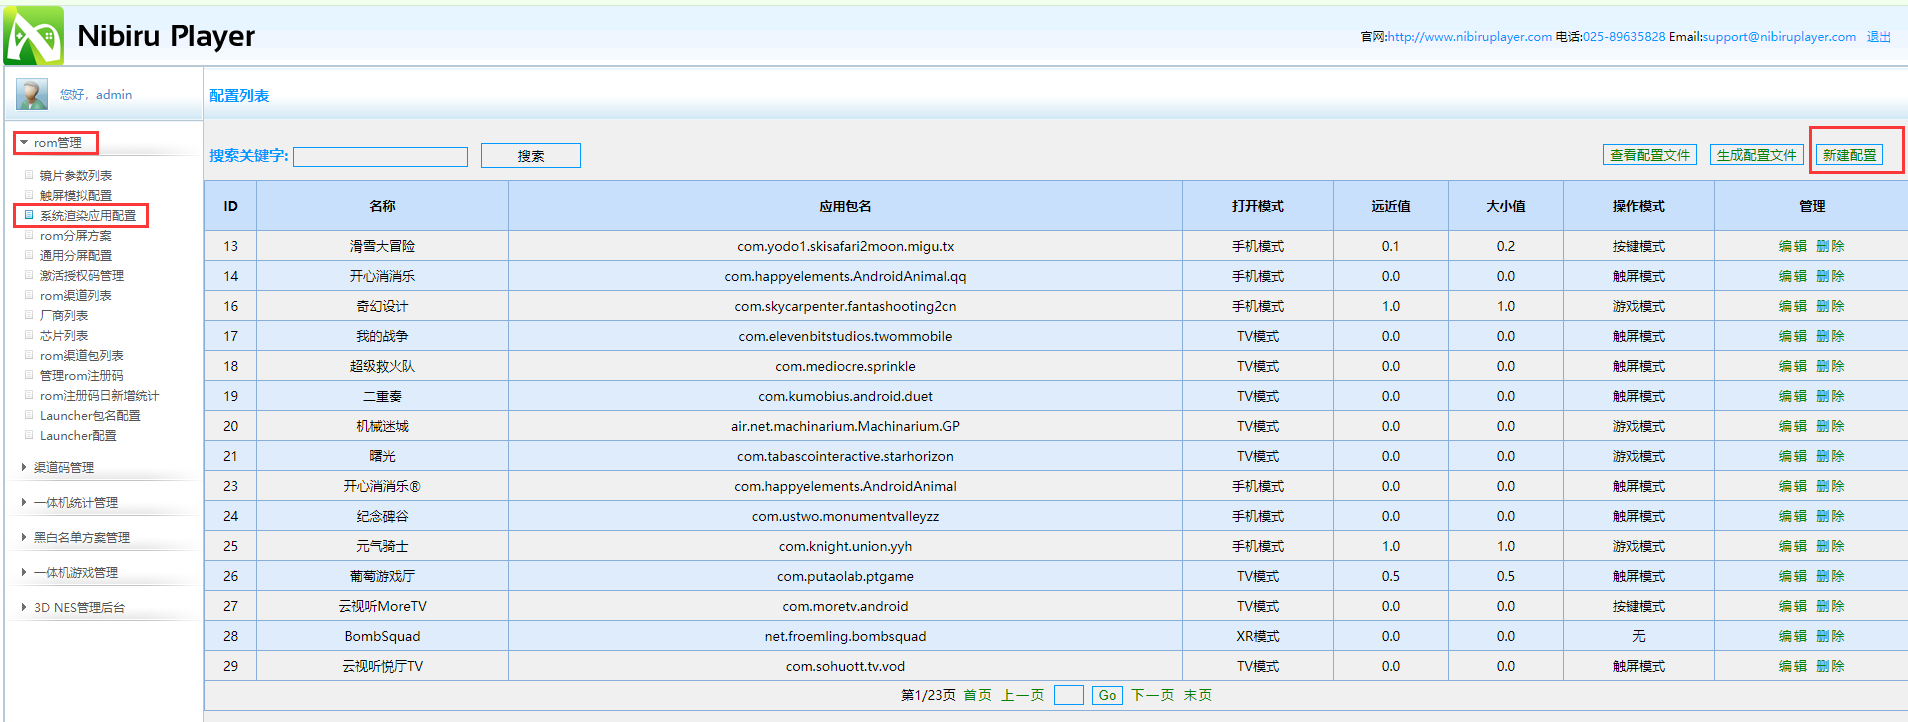 Nibiru Player
官网:http://www.nibiruplayer.com 电话:025-89635828 Email:support@nibiruplayer.com 退出
您好，admin
rom管理
镜片参数列表
触屏模拟配置
系统渲染应用配置
rom分屏方案
通用分屏配置
激活授权码管理
rom渠道列表
厂商列表
芯片列表
rom渠道包列表
管理rom注册码
rom注册码日新增统计
Launcher包名配置
Launcher配置
渠道码管理
一体机统计管理
黑白名单方案管理
一体机游戏管理
3D NES管理后台
配置列表
搜索关键字: 搜索 查看配置文件 生成配置文件 新建配置
ID 名称 应用包名 打开模式 远近值 大小值 操作模式 管理
13 滑雪大冒险 com.yodo1.skisafari2moon.migu.tx 手机模式 0.1 0.2 按键模式 编辑 删除
14 开心消消乐 com.happyelements.AndroidAnimal.qq 手机模式 0.0 0.0 触屏模式 编辑 删除
16 奇幻设计 com.skycarpenter.fantashooting2cn 手机模式 1.0 1.0 游戏模式 编辑 删除
17 我的战争 com.elevenbitstudios.twommobile TV模式 0.0 0.0 触屏模式 编辑 删除
18 超级救火队 com.mediocre.sprinkle TV模式 0.0 0.0 触屏模式 编辑 删除
19 二重奏 com.kumobius.android.duet TV模式 0.0 0.0 触屏模式 编辑 删除
20 机械迷城 air.net.machinarium.Machinarium.GP TV模式 0.0 0.0 游戏模式 编辑 删除
21 曙光 com.tabascointeractive.starhorizon TV模式 0.0 0.0 游戏模式 编辑 删除
23 开心消消乐® com.happyelements.AndroidAnimal 手机模式 0.0 0.0 触屏模式 编辑 删除
24 纪念碑谷 com.ustwo.monumentvalleyzz 手机模式 0.0 0.0 触屏模式 编辑 删除
25 元气骑士 com.knight.union.yyh 手机模式 1.0 1.0 游戏模式 编辑 删除
26 葡萄游戏厅 com.putaolab.ptgame TV模式 0.5 0.5 触屏模式 编辑 删除
27 云视听MoreTV com.moretv.android TV模式 0.0 0.0 按键模式 编辑 删除
28 BombSquad net.froemling.bombsquad XR模式 0.0 0.0 无 编辑 删除
29 云视听悦厅TV com.sohuott.tv.vod TV模式 0.0 0.0 触屏模式 编辑 删除
第1/23页 首页 上一页 Go 下一页 末页